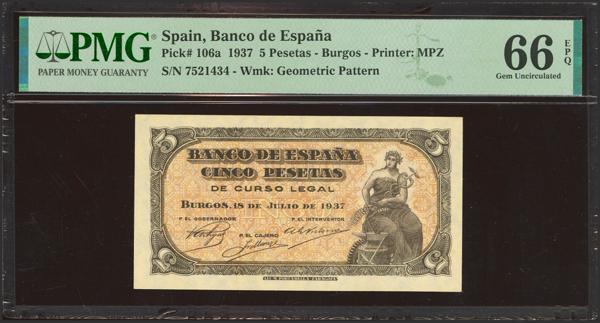 PMG
PAPER MONEY GUARANTY
Spain, Banco de España
Pick# 106a 1937 5 Pesetas - Burgos - Printer: MPZ
S/N 7521434 - Wmk: Geometric Pattern
66
EPQ
Gem Uncirculated
5
5
BANCO DE ESPAÑA
CINCO PESETAS
DE CURSO LEGAL
BURGOS, 18 DE JULIO DE 1937
P. EL GOBERNADOR
P. EL INTERVENTOR
P. EL CAJERO
5
5